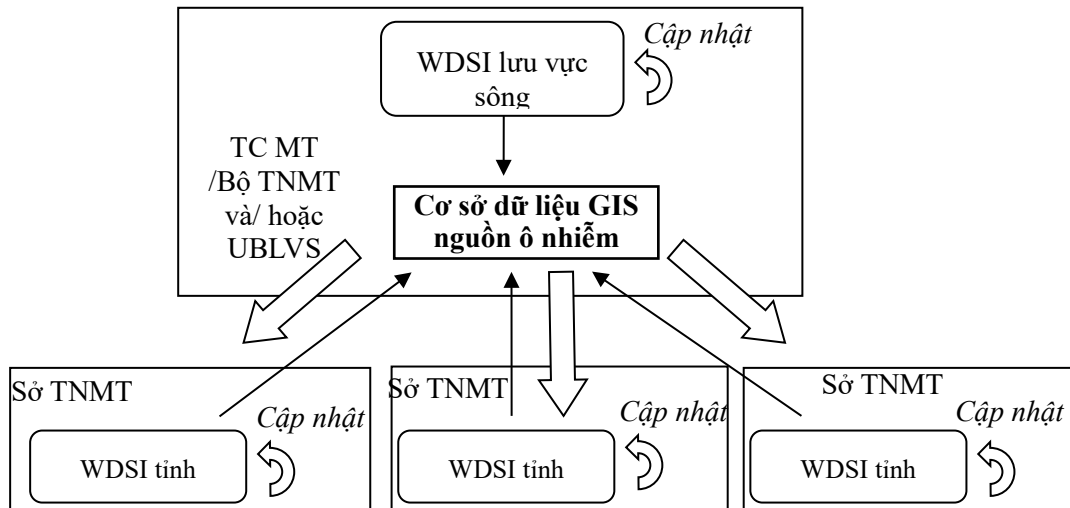 Cập nhật
WDSI lưu vực
sông
TC MT
/Bộ TNMT
và/ hoặc
UBLVS
Cơ sở dữ liệu GIS
nguồn ô nhiễm
Sở TNMT
Cập nhật
WDSI tỉnh
Sở TNMT
Cập nhật
WDSI tỉnh
Sở TNMT
Cập nhật
WDSI tỉnh